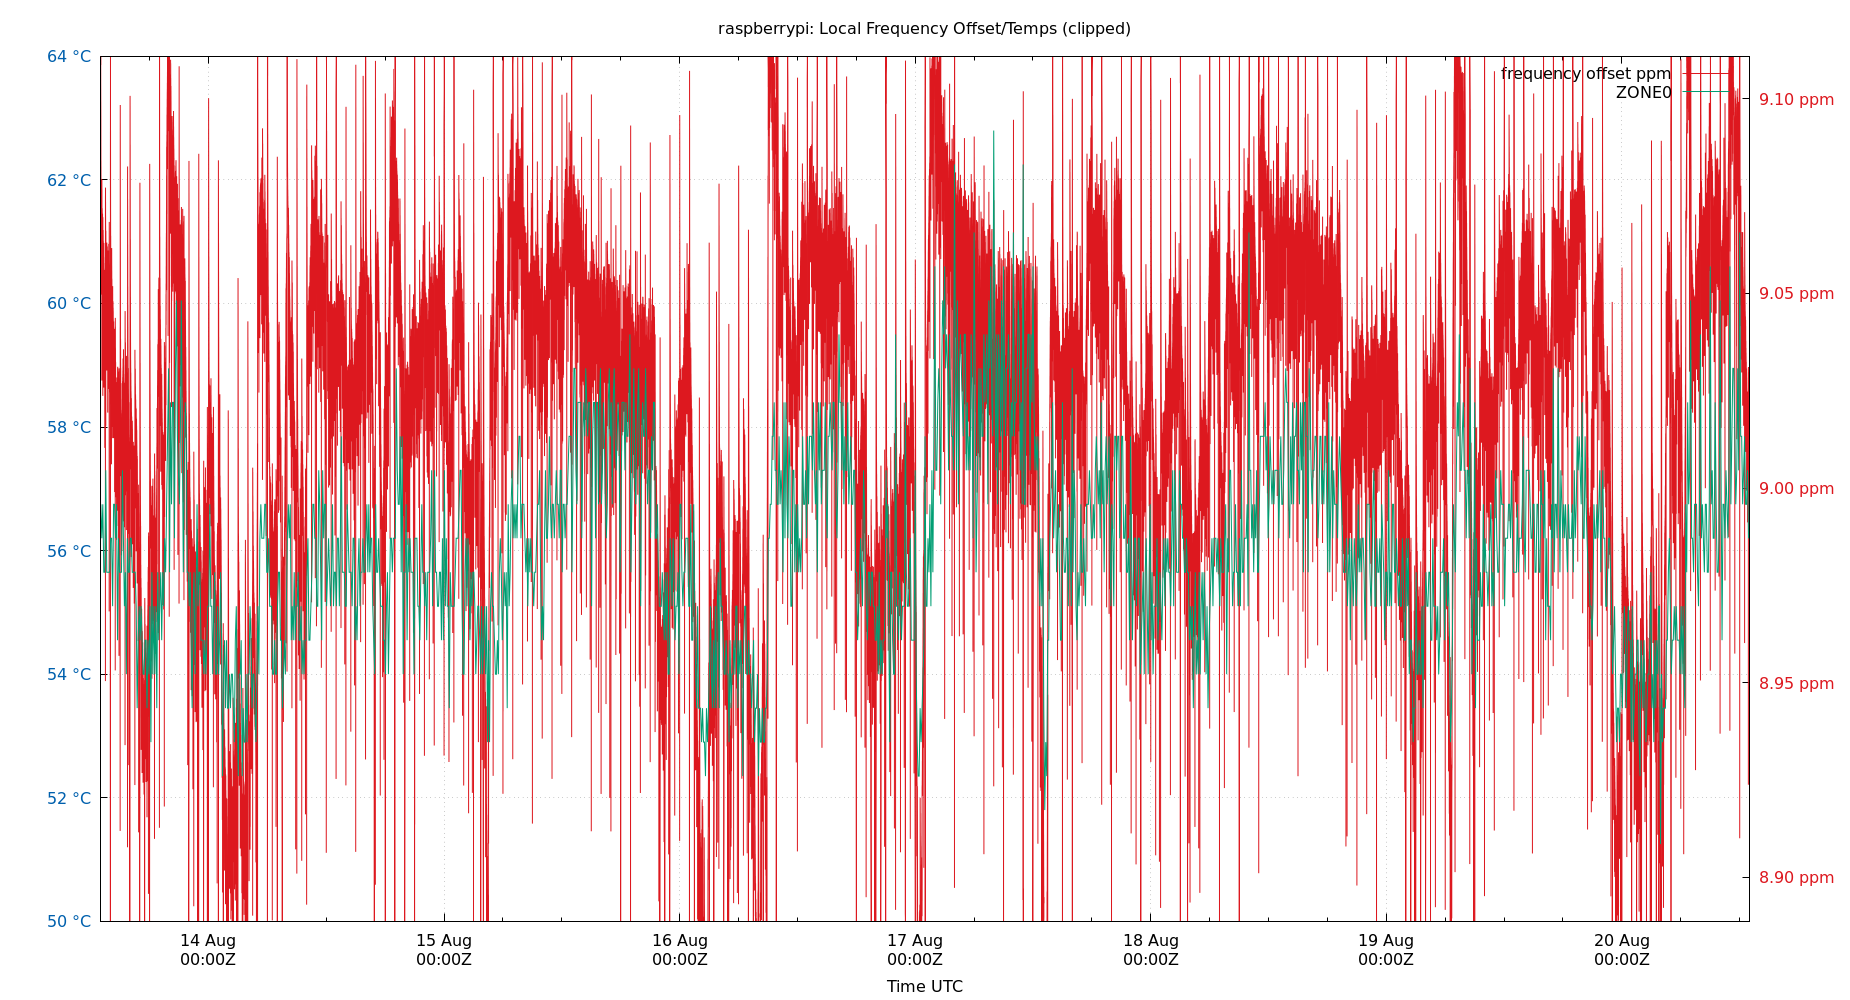 raspberrypi: Local Frequency Offset/Temps (clipped)
64 °C
62 °C
60 °C
58 °C
56 °C
54 °C
52 °C
50 °C
frequency offset ppm
ZONE0
9.10 ppm
9.05 ppm
9.00 ppm
8.95 ppm
8.90 ppm
14 Aug
00:00Z
15 Aug
00:00Z
16 Aug
00:00Z
17 Aug
00:00Z
18 Aug
00:00Z
19 Aug
00:00Z
20 Aug
00:00Z
Time UTC